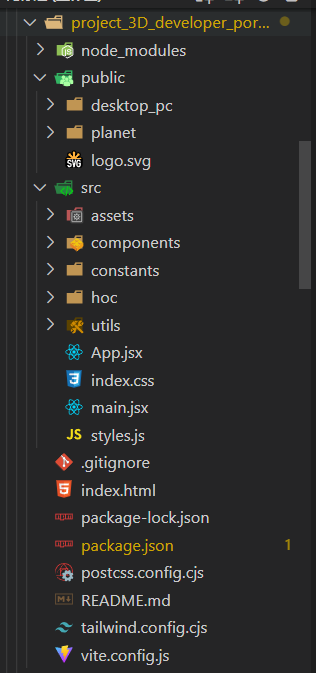 project_3D_developer_por...
node_modules
public
desktop_pc
planet
SVG
logo.svg
src
assets
components
constants
hoc
utils
App.jsx
index.css
main.jsx
JS styles.js
.gitignore
index.html
package-lock.json
package.json 1
postcss.config.cjs
README.md
tailwind.config.cjs
vite.config.js